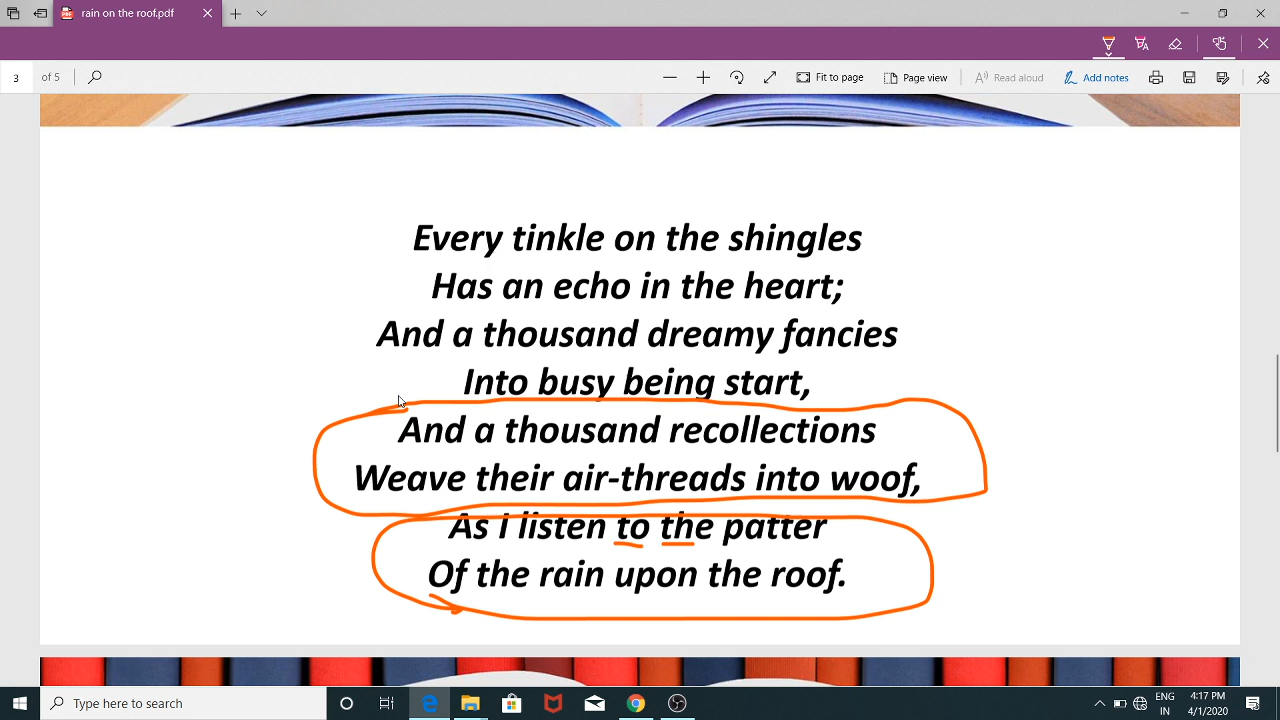 rain on the roof.pdf
3 of 5
Fit to page
Page view
Read aloud
Add notes
Every tinkle on the shingles
Has an echo in the heart;
And a thousand dreamy fancies
Into busy being start,
And a thousand recollections
Weave their air-threads into woof,
As I listen to the patter
Of the rain upon the roof.
Type here to search
ENG
IN
4:17 PM
4/1/2020